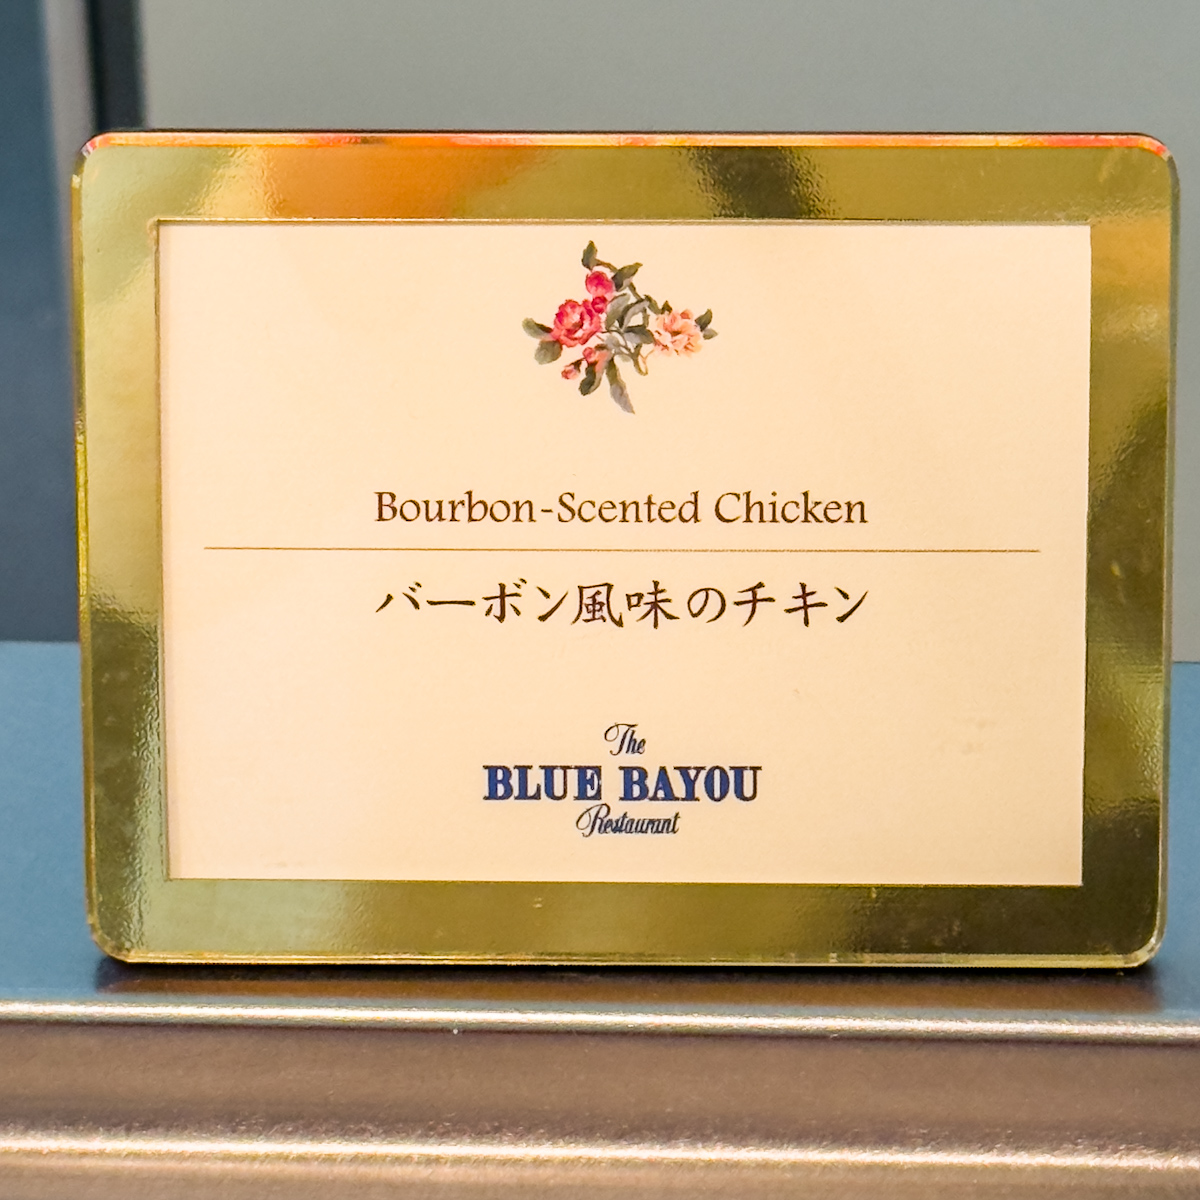 Bourbon-Scented Chicken
バーボン風味のチキン
The
BLUE BAYOU
Restaurant